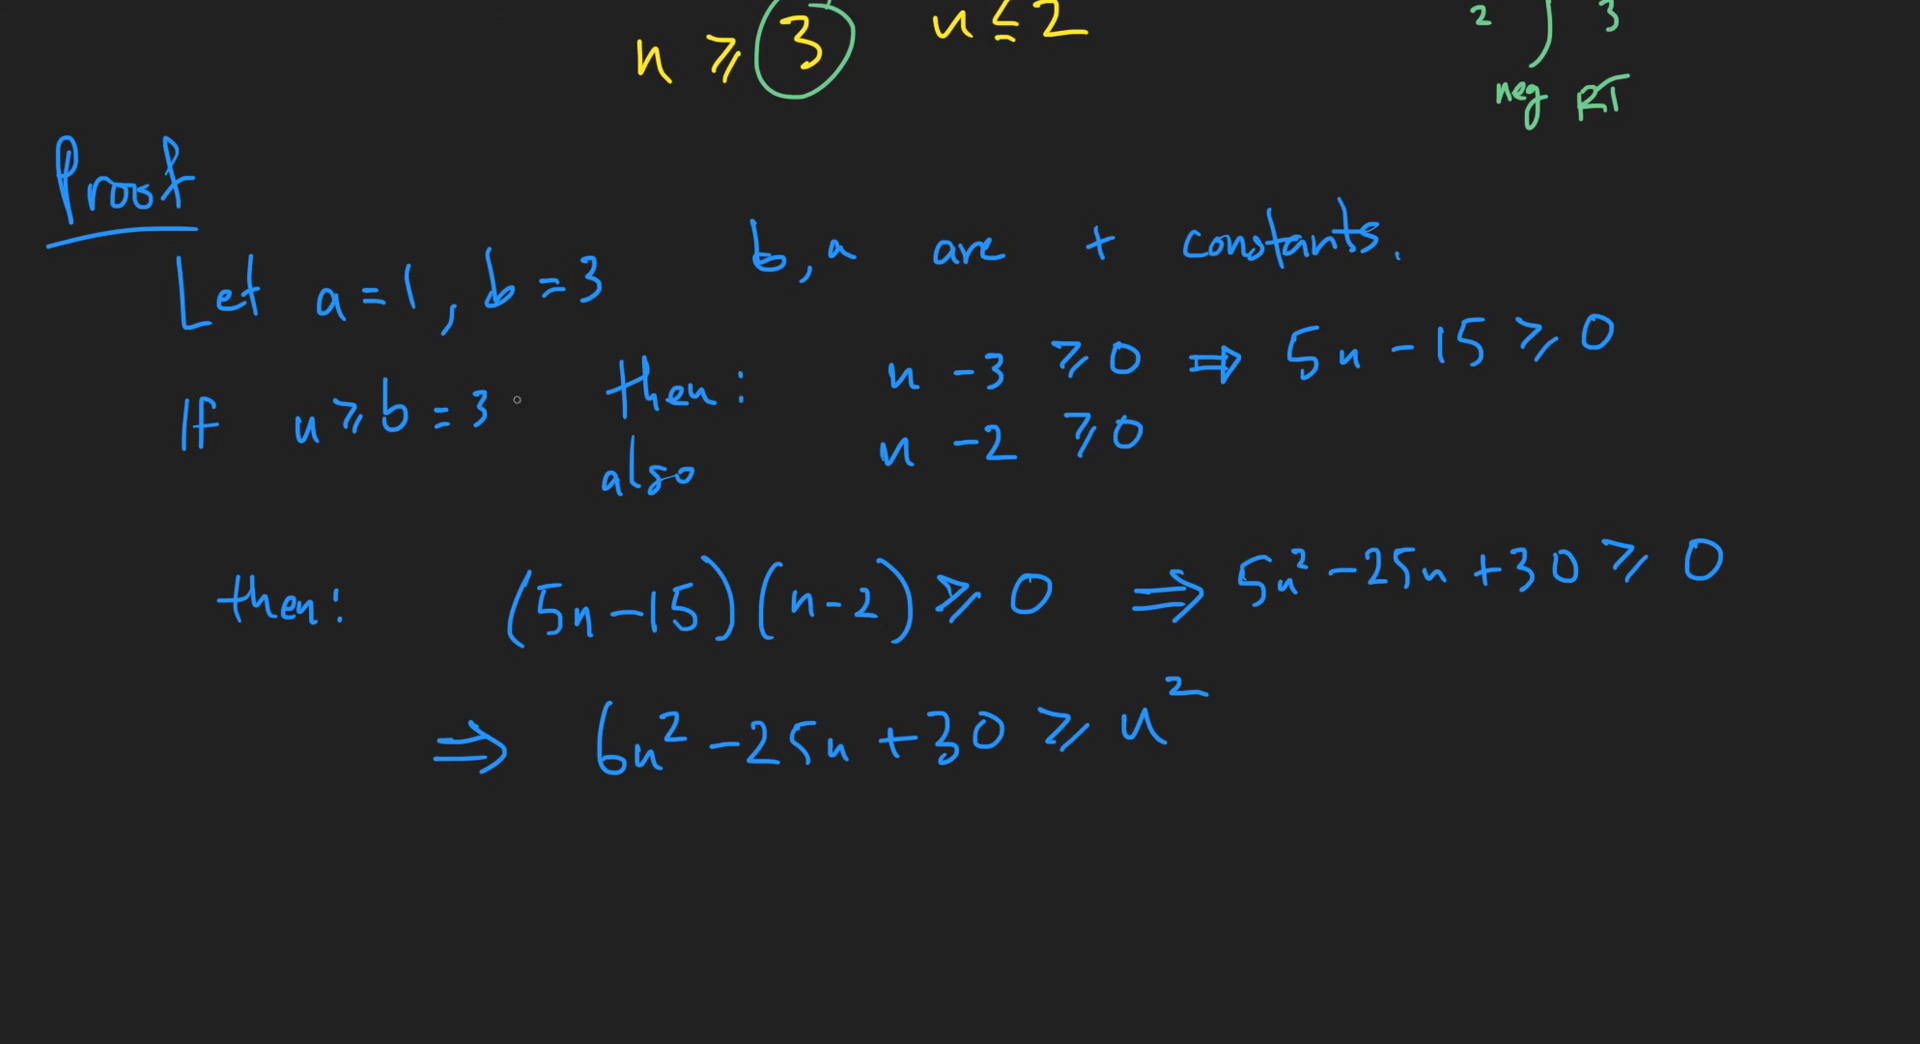 n ⩾ 3 n ≤ 2
2 ) 3
neg RT
Proof
Let a = 1, b = 3 b, a are + constants.
If n ⩾ b = 3 then: n - 3 ⩾ 0 ⇒ 5n - 15 ⩾ 0
also n - 2 ⩾ 0
then: (5n - 15)(n - 2) ⩾ 0 ⇒ 5n² - 25n + 30 ⩾ 0
⇒ 6n² - 25n + 30 ⩾ n²